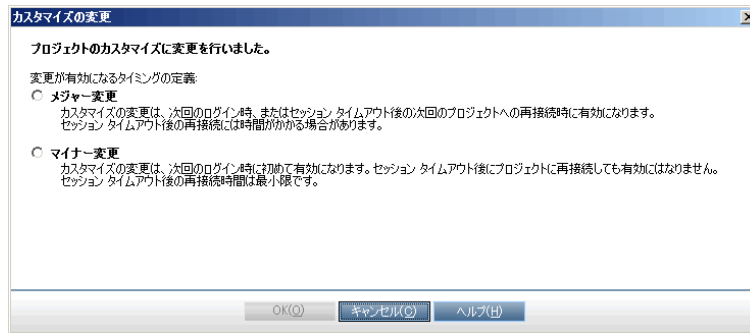 カスタマイズの変更
プロジェクトのカスタマイズに変更を行いました。
変更が有効になるタイミングの定義:
メジャー変更
カスタマイズの変更は、次回のログイン時、またはセッション タイムアウト後の次回のプロジェクトへの再接続時に有効になります。
セッション タイムアウト後の再接続には時間がかかる場合があります。
マイナー変更
カスタマイズの変更は、次回のログイン時に初めて有効になります。セッション タイムアウト後にプロジェクトに再接続しても有効にはなりません。
セッション タイムアウト後の再接続時間は最小限です。
OK(O) キャンセル(C) ヘルプ(H)